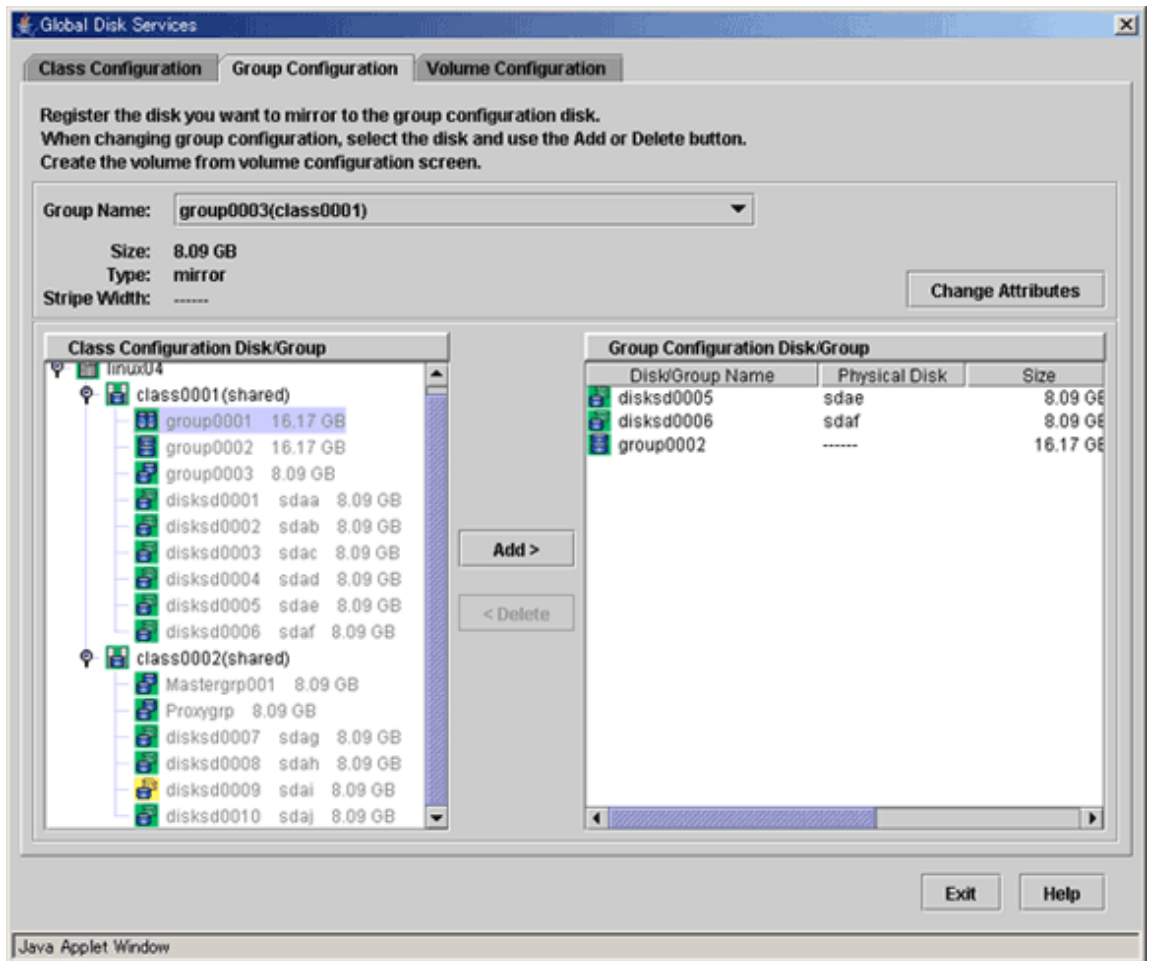 Global Disk Services
Class Configuration Group Configuration Volume Configuration
Register the disk you want to mirror to the group configuration disk.
When changing group configuration, select the disk and use the Add or Delete button.
Create the volume from volume configuration screen.
Group Name: group0003(class0001)
Size: 8.09 GB
Type: mirror
Stripe Width: ------
Change Attributes
Class Configuration Disk/Group
linux04
class0001(shared)
group0001 16.17 GB
group0002 16.17 GB
group0003 8.09 GB
disksd0001 sdaa 8.09 GB
disksd0002 sdab 8.09 GB
disksd0003 sdac 8.09 GB
disksd0004 sdad 8.09 GB
disksd0005 sdae 8.09 GB
disksd0006 sdaf 8.09 GB
class0002(shared)
Mastergrp001 8.09 GB
Proxygrp 8.09 GB
disksd0007 sdag 8.09 GB
disksd0008 sdah 8.09 GB
disksd0009 sdai 8.09 GB
disksd0010 sdaj 8.09 GB
Add >
< Delete
Group Configuration Disk/Group
Disk/Group Name Physical Disk Size
disksd0005 sdae 8.09 GB
disksd0006 sdaf 8.09 GB
group0002 ------ 16.17 GB
Exit Help
Java Applet Window